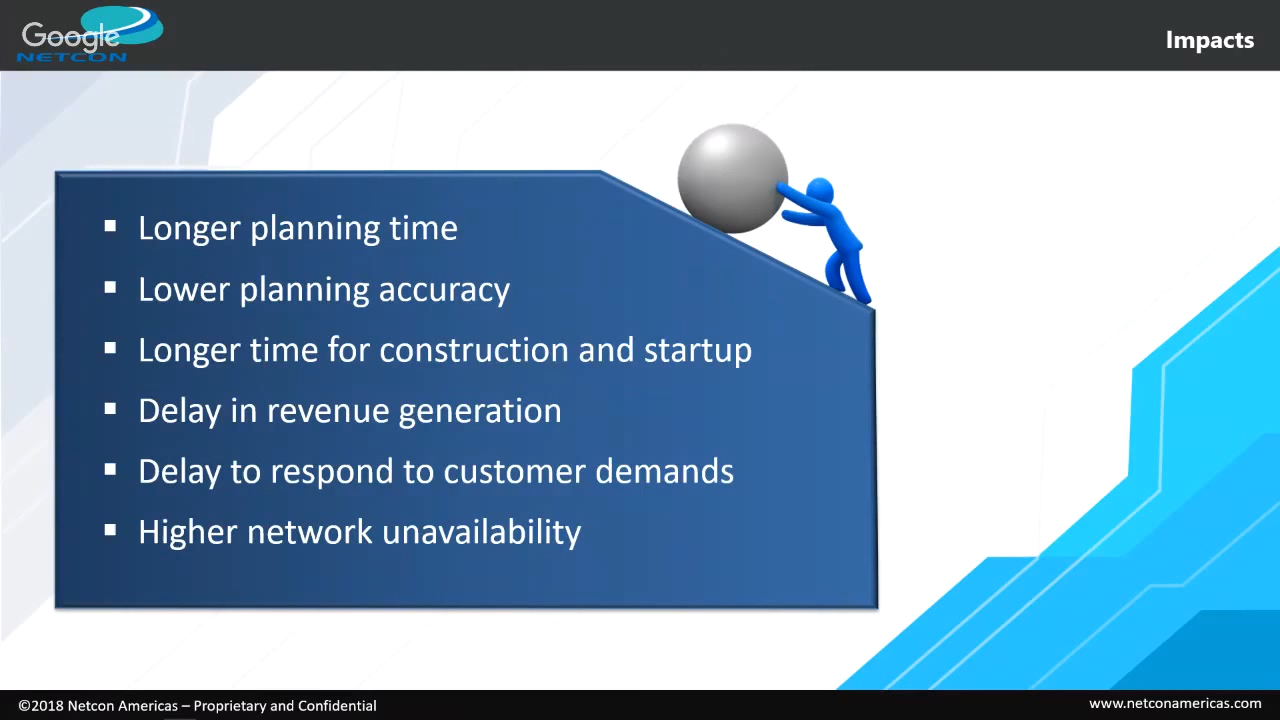 Google
NETCON
Impacts
▪ Longer planning time
▪ Lower planning accuracy
▪ Longer time for construction and startup
▪ Delay in revenue generation
▪ Delay to respond to customer demands
▪ Higher network unavailability
©2018 Netcon Americas – Proprietary and Confidential
www.netconamericas.com